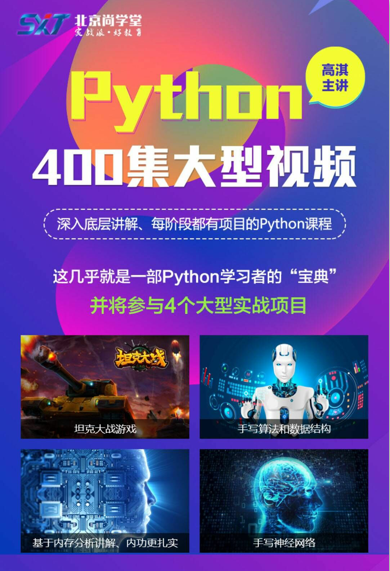 SXT 北京尚学堂
实战派·好教育
高淇
主讲
Python
400集大型视频
深入底层讲解、每阶段都有项目的Python课程
这几乎就是一部Python学习者的“宝典”
并将参与4个大型实战项目
坦克大战
坦克大战游戏
手写算法和数据结构
基于内存分析讲解、内功更扎实
手写神经网络